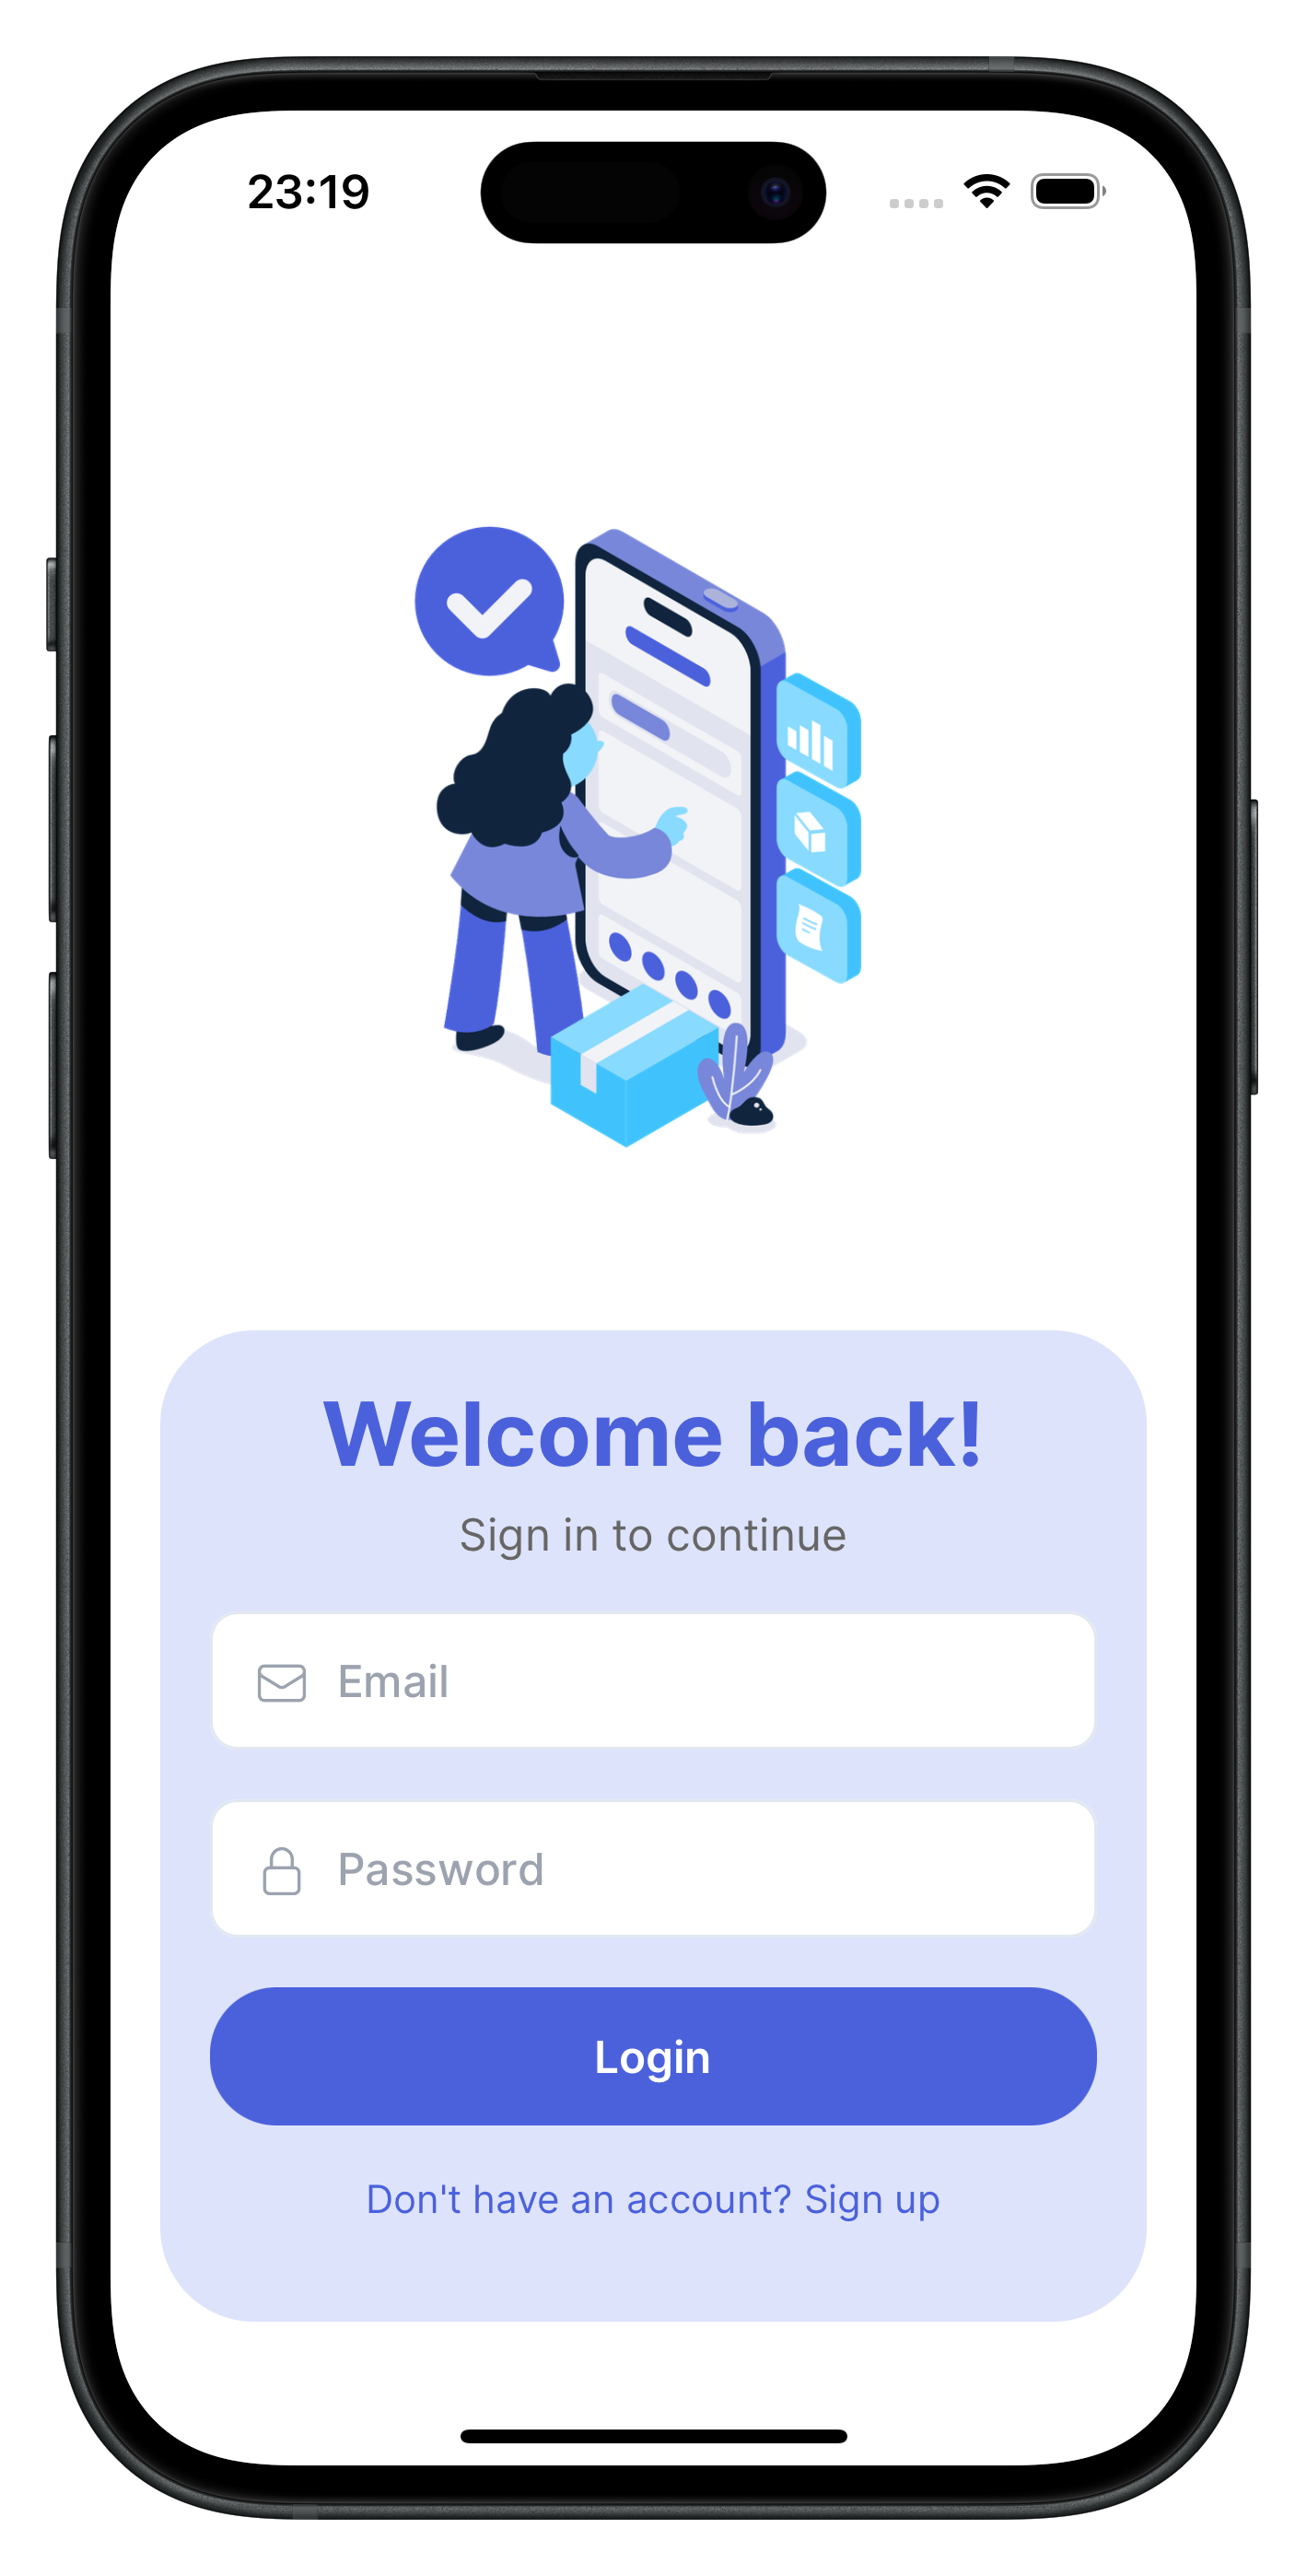 23:19
Welcome back!
Sign in to continue
Email
Password
Login
Don't have an account? Sign up